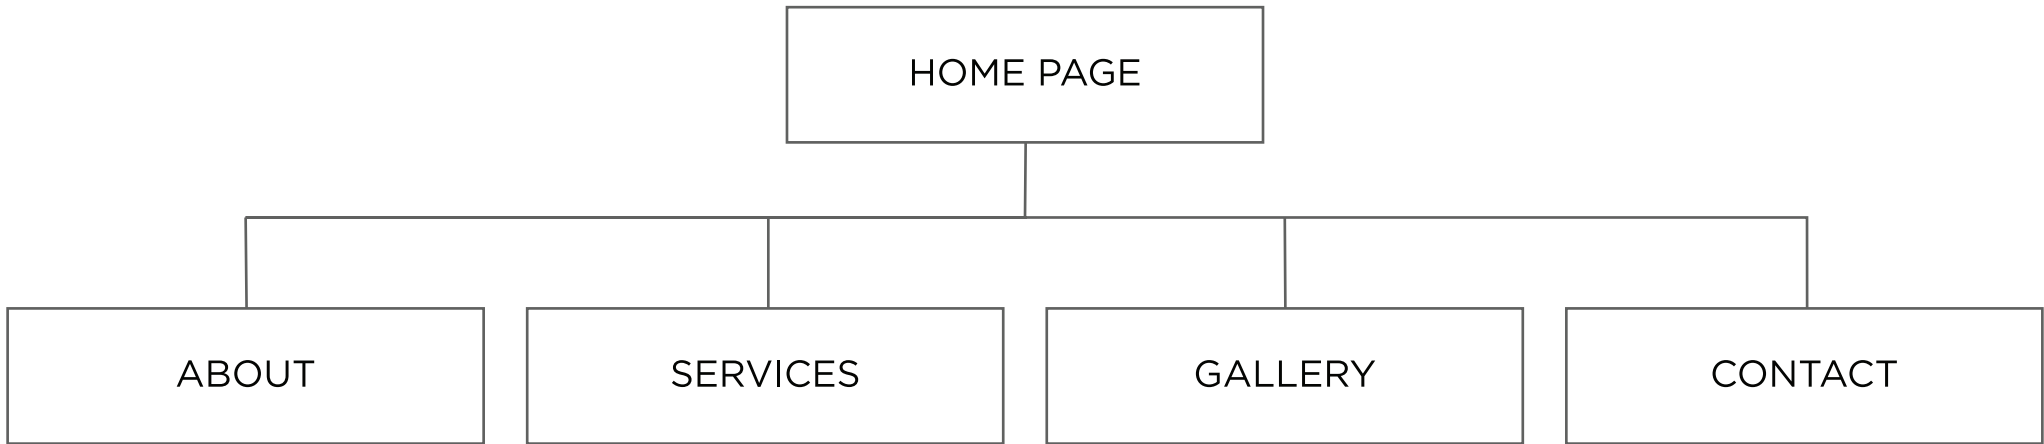 HOME PAGE
ABOUT
SERVICES
GALLERY
CONTACT